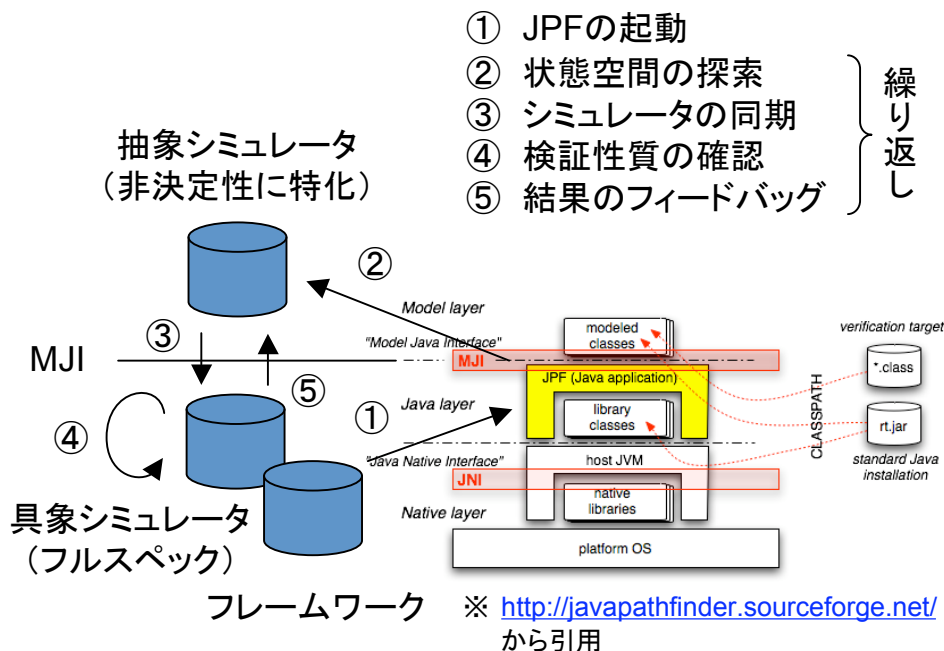 ① JPFの起動
② 状態空間の探索
③ シミュレータの同期
④ 検証性質の確認
⑤ 結果のフィードバッグ
繰り返し
抽象シミュレータ
（非決定性に特化）
②
③
MJI
⑤
④
①
具象シミュレータ
（フルスペック）
フレームワーク
Model layer
"Model Java Interface"
MJI
modeled
classes
JPF (Java application)
Java layer
library
classes
"Java Native Interface"
host JVM
JNI
Native layer
native
libraries
platform OS
CLASSPATH
verification target
*.class
rt.jar
standard Java
installation
※ http://javapathfinder.sourceforge.net/
から引用